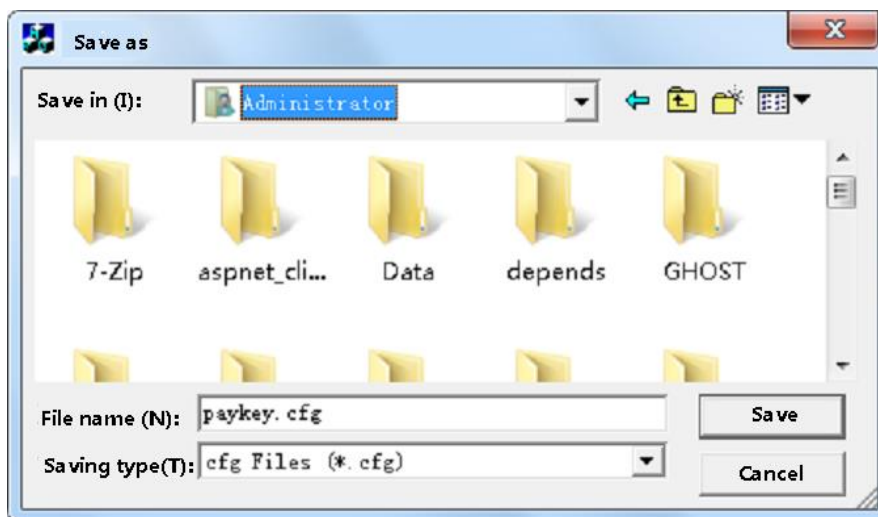 Save as
Save in (I):
Administrator
7-Zip
aspnet_cli...
Data
depends
GHOST
File name (N):
paykey.cfg
Save
Saving type(T):
cfg Files (*.cfg)
Cancel